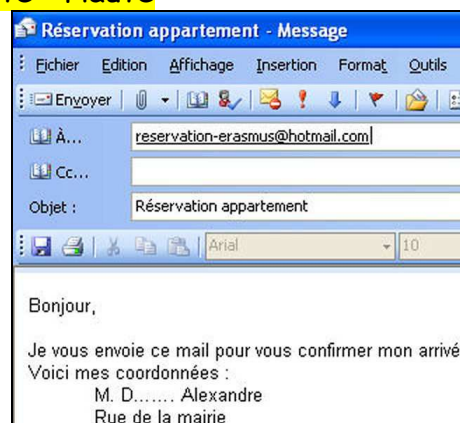 Réservation appartement - Message
Fichier Edition Affichage Insertion Format Outils
Envoyer
À...
reservation-erasmus@hotmail.com
Cc...
Objet : Réservation appartement
Arial 10
Bonjour,
Je vous envoie ce mail pour vous confirmer mon arrivé
Voici mes coordonnées :
M. D....... Alexandre
Rue de la mairie